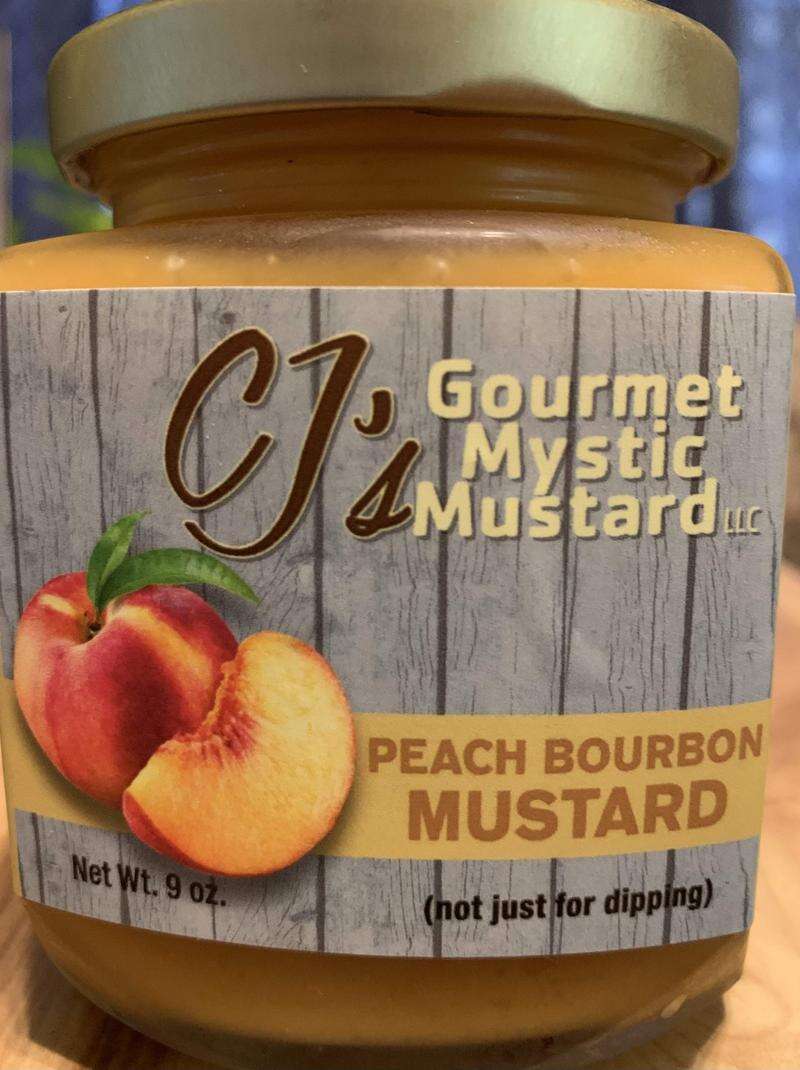 CJ's
Gourmet
Mystic
Mustard LLC
PEACH BOURBON
MUSTARD
Net Wt. 9 oz.
(not just for dipping)